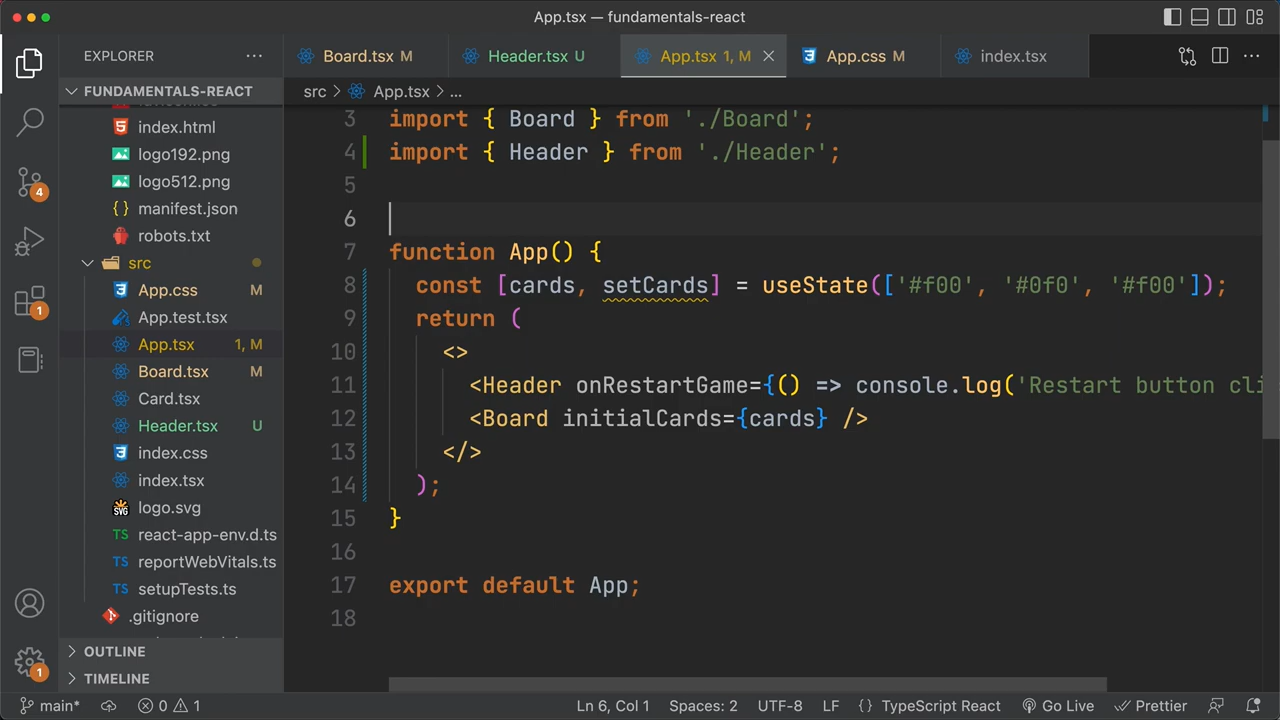 App.tsx — fundamentals-react
EXPLORER
Board.tsx M
Header.tsx U
App.tsx 1, M
App.css M
index.tsx
FUNDAMENTALS-REACT
index.html
logo192.png
logo512.png
manifest.json
robots.txt
src
App.css M
App.test.tsx
App.tsx 1, M
Board.tsx M
Card.tsx
Header.tsx U
index.css
index.tsx
logo.svg
react-app-env.d.ts
reportWebVitals.ts
setupTests.ts
.gitignore
OUTLINE
TIMELINE
4
1
1
src > App.tsx > ...
3 import { Board } from './Board';
4 import { Header } from './Header';
5
6
7 function App() {
8 const [cards, setCards] = useState(['#f00', '#0f0', '#f00']);
9 return (
10 <>
11 <Header onRestartGame={() => console.log('Restart button cli
12 <Board initialCards={cards} />
13 </>
14 );
15 }
16
17 export default App;
18
main* 0 1 Ln 6, Col 1 Spaces: 2 UTF-8 LF {} TypeScript React Go Live Prettier